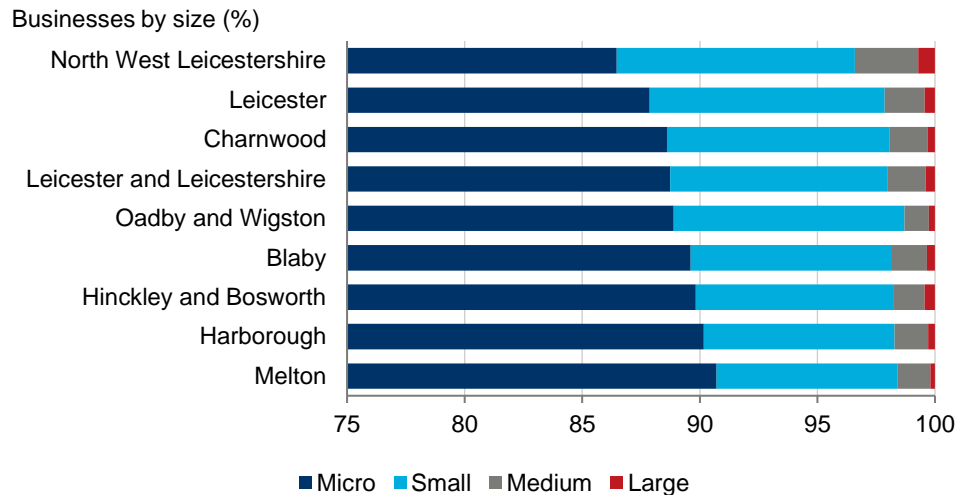 Businesses by size (%)
North West Leicestershire
Leicester
Charnwood
Leicester and Leicestershire
Oadby and Wigston
Blaby
Hinckley and Bosworth
Harborough
Melton
75 80 85 90 95 100
Micro Small Medium Large